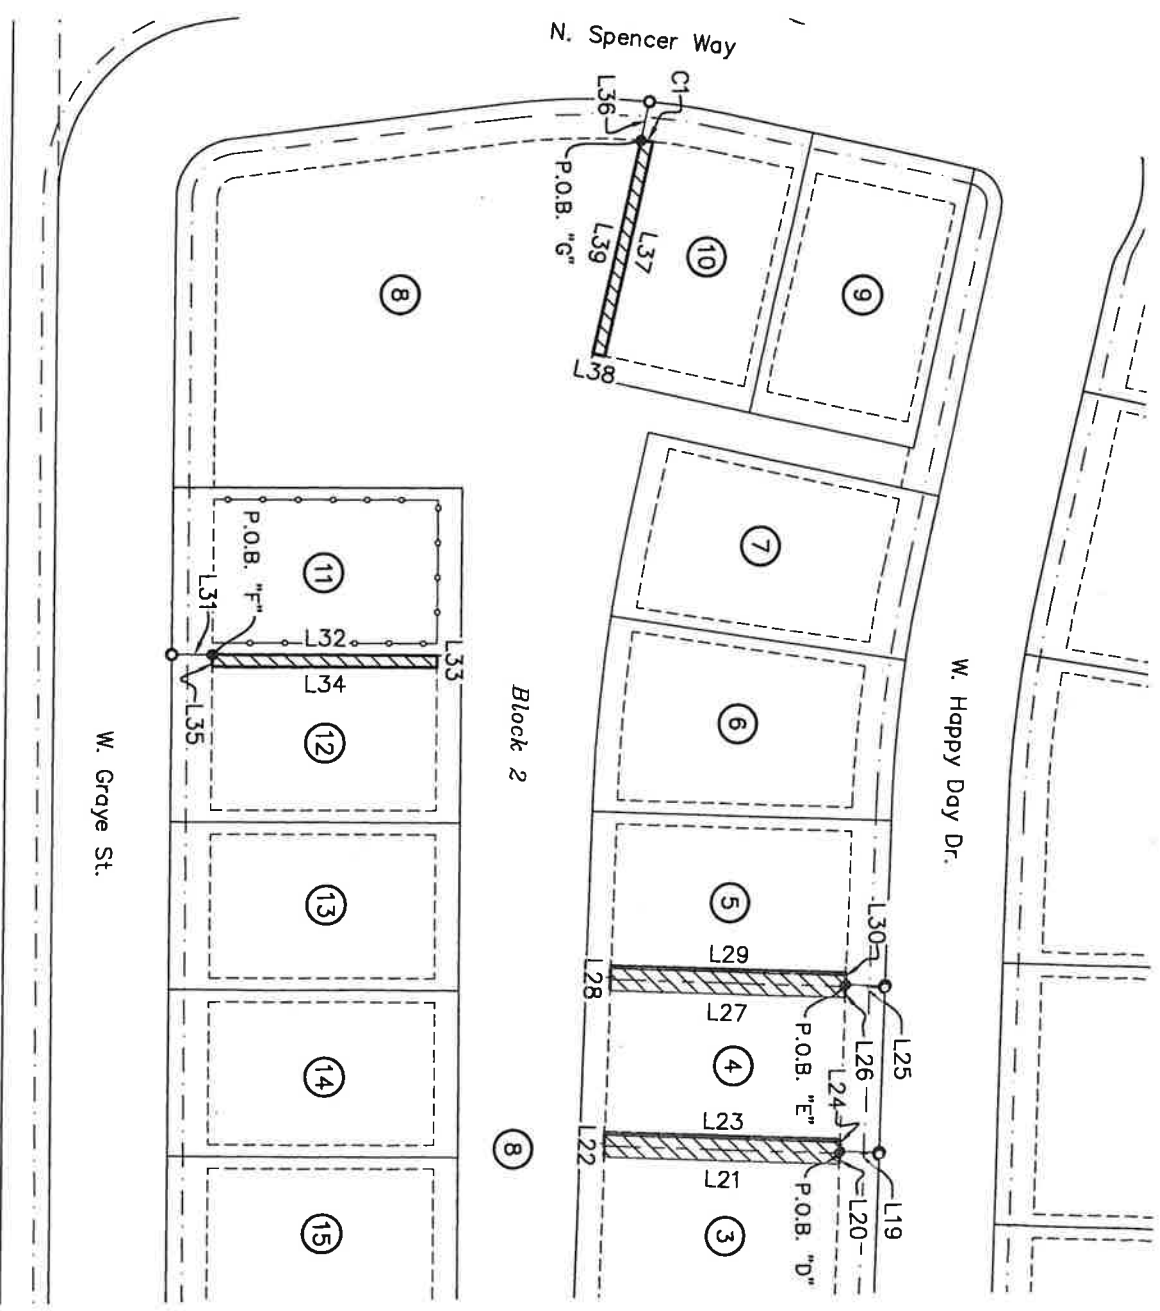 N. Spencer Way
C1
L36
P.O.B. "G"
L37
L39
L38
10
9
8
7
11
P.O.B. "F"
L31
L32
L33
L34
L35
12
Block 2
6
W. Happy Day Dr.
W. Graye St.
13
5
L30
L29
L28
L27
L25
L26
P.O.B. "E"
14
4
L24
L23
L22
L21
L19
L20
P.O.B. "D"
8
15
3